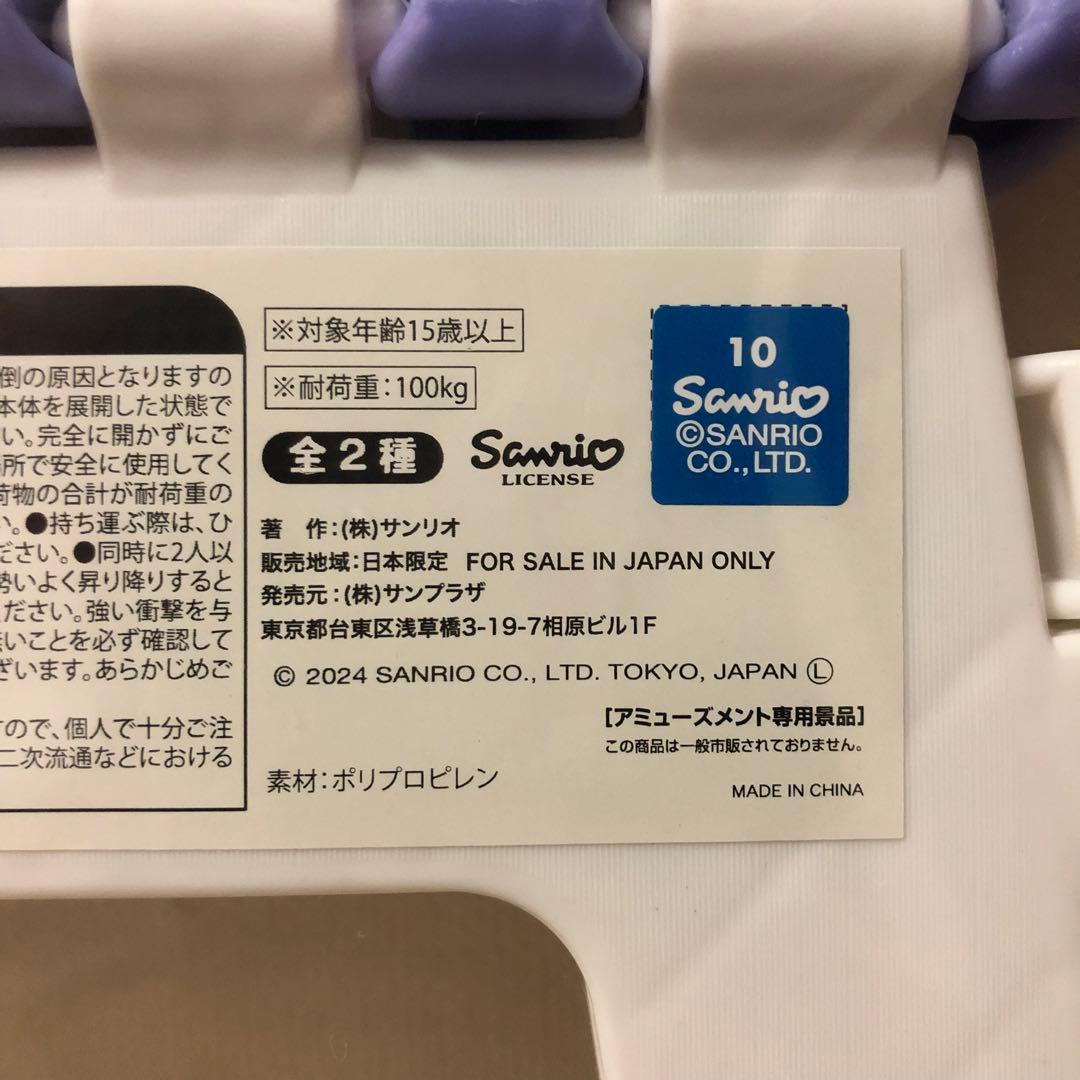 倒の原因となりますの
本体を展開した状態で
い。完全に開かずにご
場所で安全に使用してく
荷物の合計が耐荷重の
い。●持ち運ぶ際は、ひ
ださい。●同時に2人以
勢いよく昇り降りすると
ください。強い衝撃を与
無いことを必ず確認して
ざいます。あらかじめご
すので、個人で十分ご注
二次流通などにおける
※対象年齢15歳以上
※耐荷重:100kg
全2種
Sanrio
LICENSE
10
Sanrio
©SANRIO
CO.,LTD.
著 作:(株)サンリオ
販売地域:日本限定 FOR SALE IN JAPAN ONLY
発売元:(株)サンプラザ
東京都台東区浅草橋3-19-7相原ビル1F
© 2024 SANRIO CO., LTD. TOKYO, JAPAN Ⓛ
[アミューズメント専用景品]
この商品は一般市販されておりません。
素材:ポリプロピレン
MADE IN CHINA